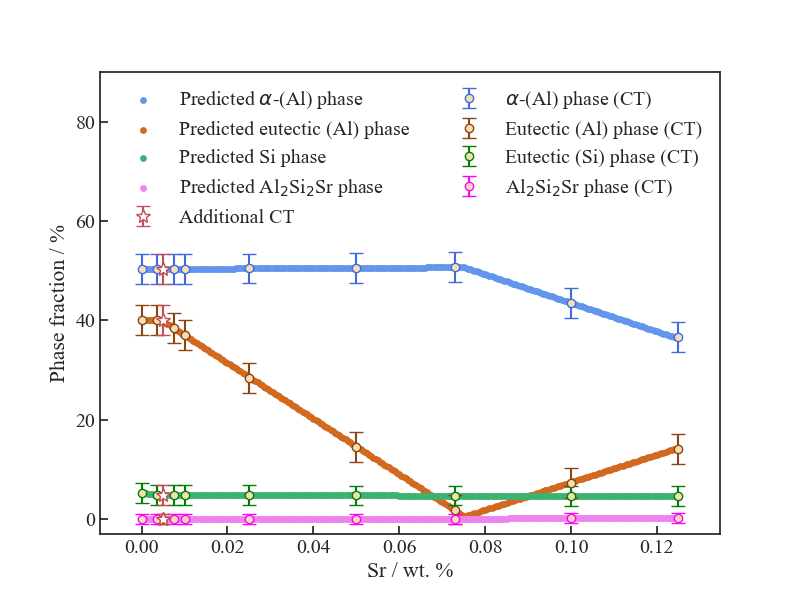 Predicted α-(Al) phase
Predicted eutectic (Al) phase
Predicted Si phase
Predicted Al₂Si₂Sr phase
Additional CT
α-(Al) phase (CT)
Eutectic (Al) phase (CT)
Eutectic (Si) phase (CT)
Al₂Si₂Sr phase (CT)
Phase fraction / %
80
60
40
20
0
0.00 0.02 0.04 0.06 0.08 0.10 0.12
Sr / wt. %